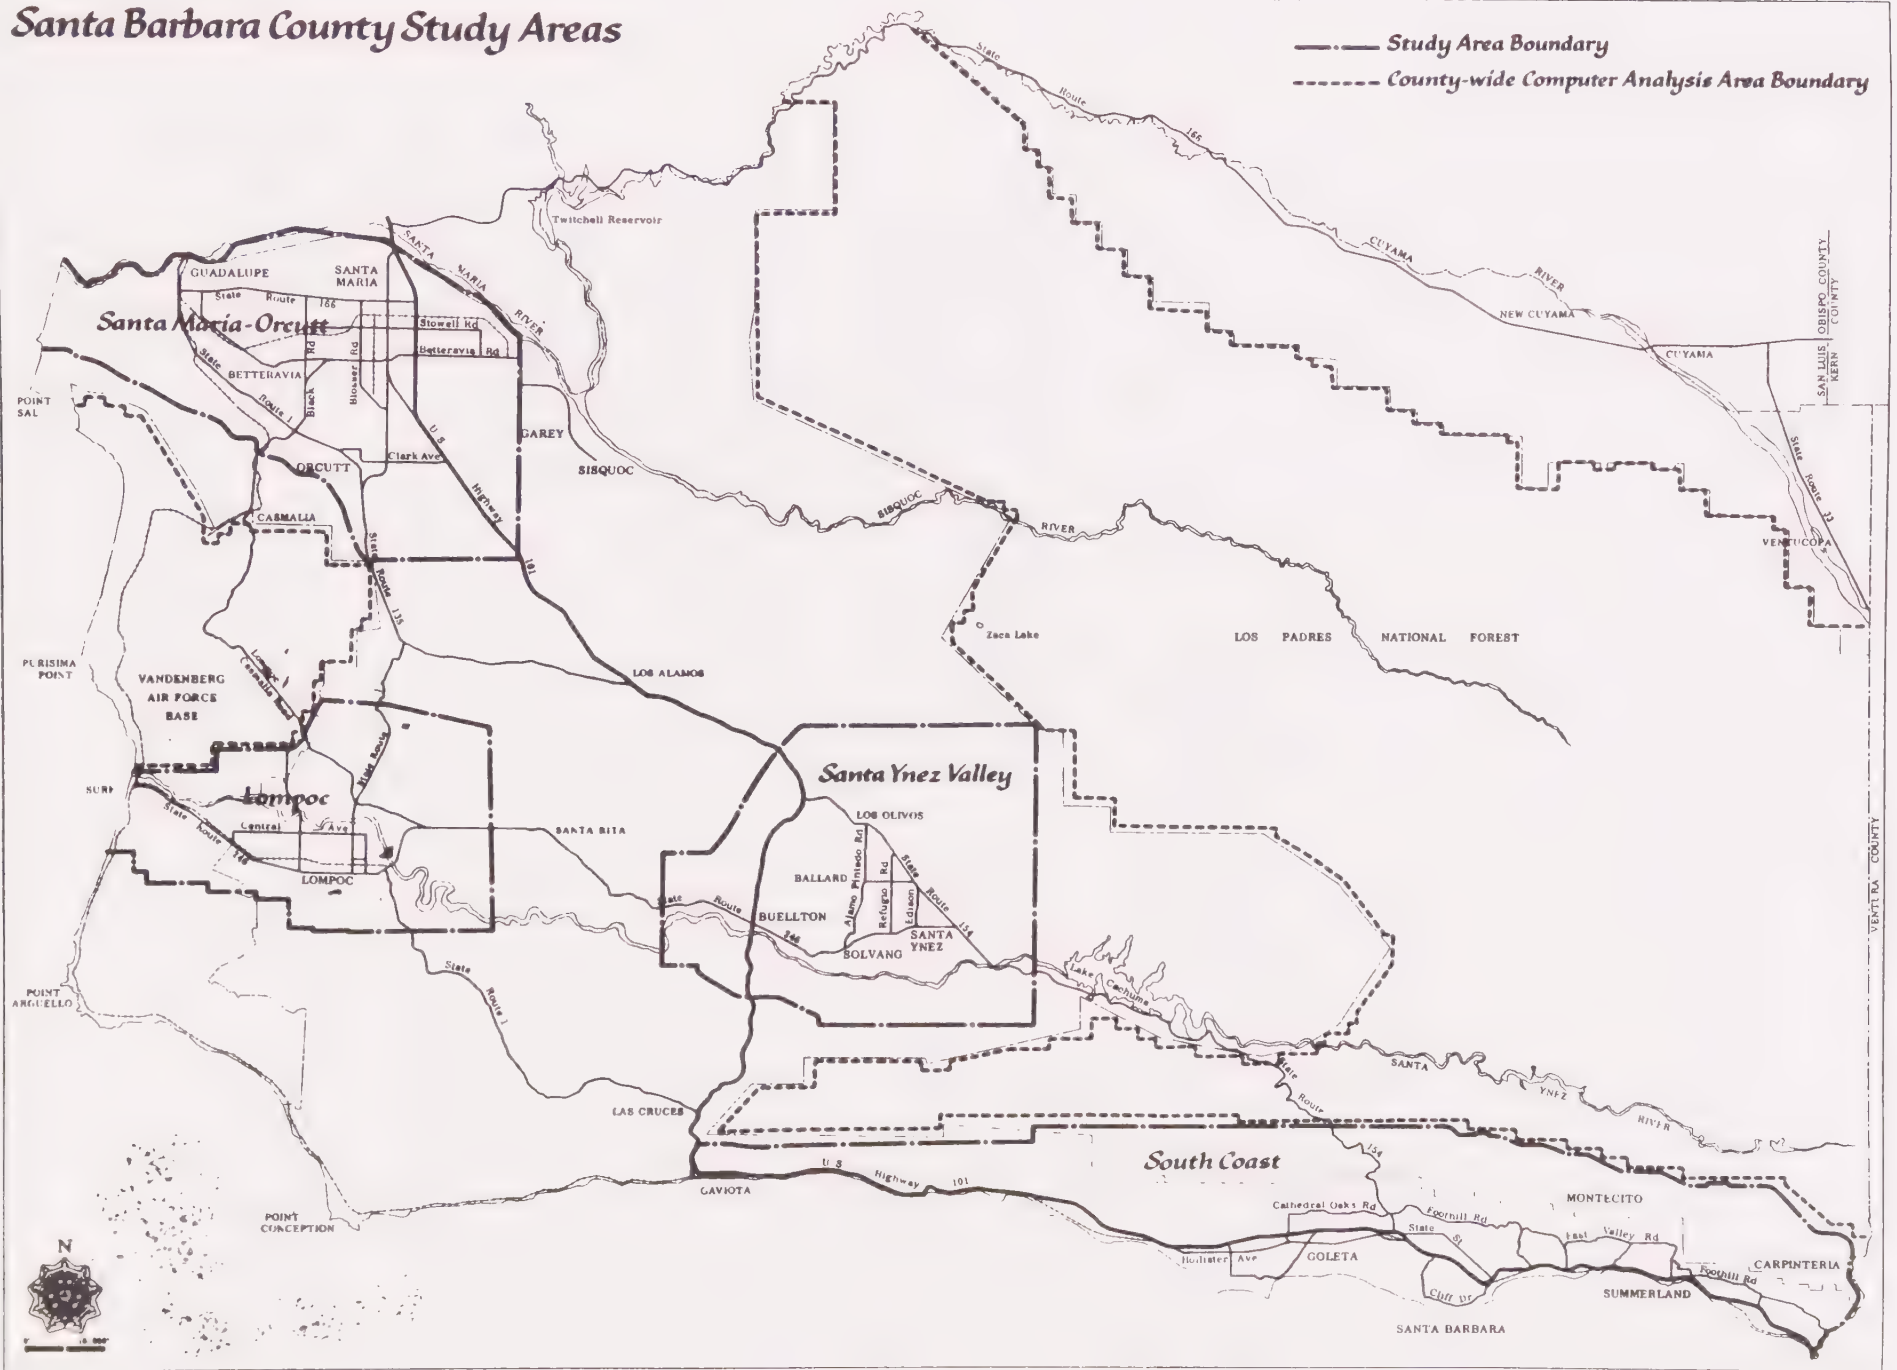 Santa Barbara County Study Areas
Study Area Boundary
County-wide Computer Analysis Area Boundary
State
Route
166
Twitchell Reservoir
SANTA
MARIA
RIVER
GUADALUPE
SANTA
MARIA
State Route 166
Santa Maria-Orcutt
Stowell Rd
Betteravia Rd
State
Route 1
BETTERAVIA
Black
Rd
Blosser Rd
CUYAMA
RIVER
NEW CUYAMA
CUYAMA
SAN LUIS OBISPO COUNTY
KERN COUNTY
State Route 33
VENTUCOPA
POINT
SAL
U S
Highway
101
GAREY
SISQUOC
Clark Ave
ORCUTT
CASMALIA
SISQUOC
RIVER
State
Route
135
Zaca Lake
LOS PADRES NATIONAL FOREST
PURISIMA
POINT
VANDENBERG
AIR FORCE
BASE
Casmalia
LOS ALAMOS
State Route
Santa Ynez Valley
SURF
Lompoc
State
Route
246
Central Ave
LOMPOC
SANTA RITA
LOS OLIVOS
BALLARD
Alamo Pintado Rd
Refugio Rd
Edison
State
Route
154
State Route
246
BUELLTON
SOLVANG
SANTA
YNEZ
VENTURA COUNTY
Lake
Cachuma
POINT
ARGUELLO
State
Route 1
LAS CRUCES
SANTA
YNEZ
RIVER
State
Route
154
South Coast
U S
Highway
101
GAVIOTA
POINT
CONCEPTION
MONTECITO
Cathedral Oaks Rd
Foothill Rd
State
St
East Valley Rd
Hollister Ave
GOLETA
CARPINTERIA
Foothill Rd
Cliff Dr
SUMMERLAND
SANTA BARBARA
N